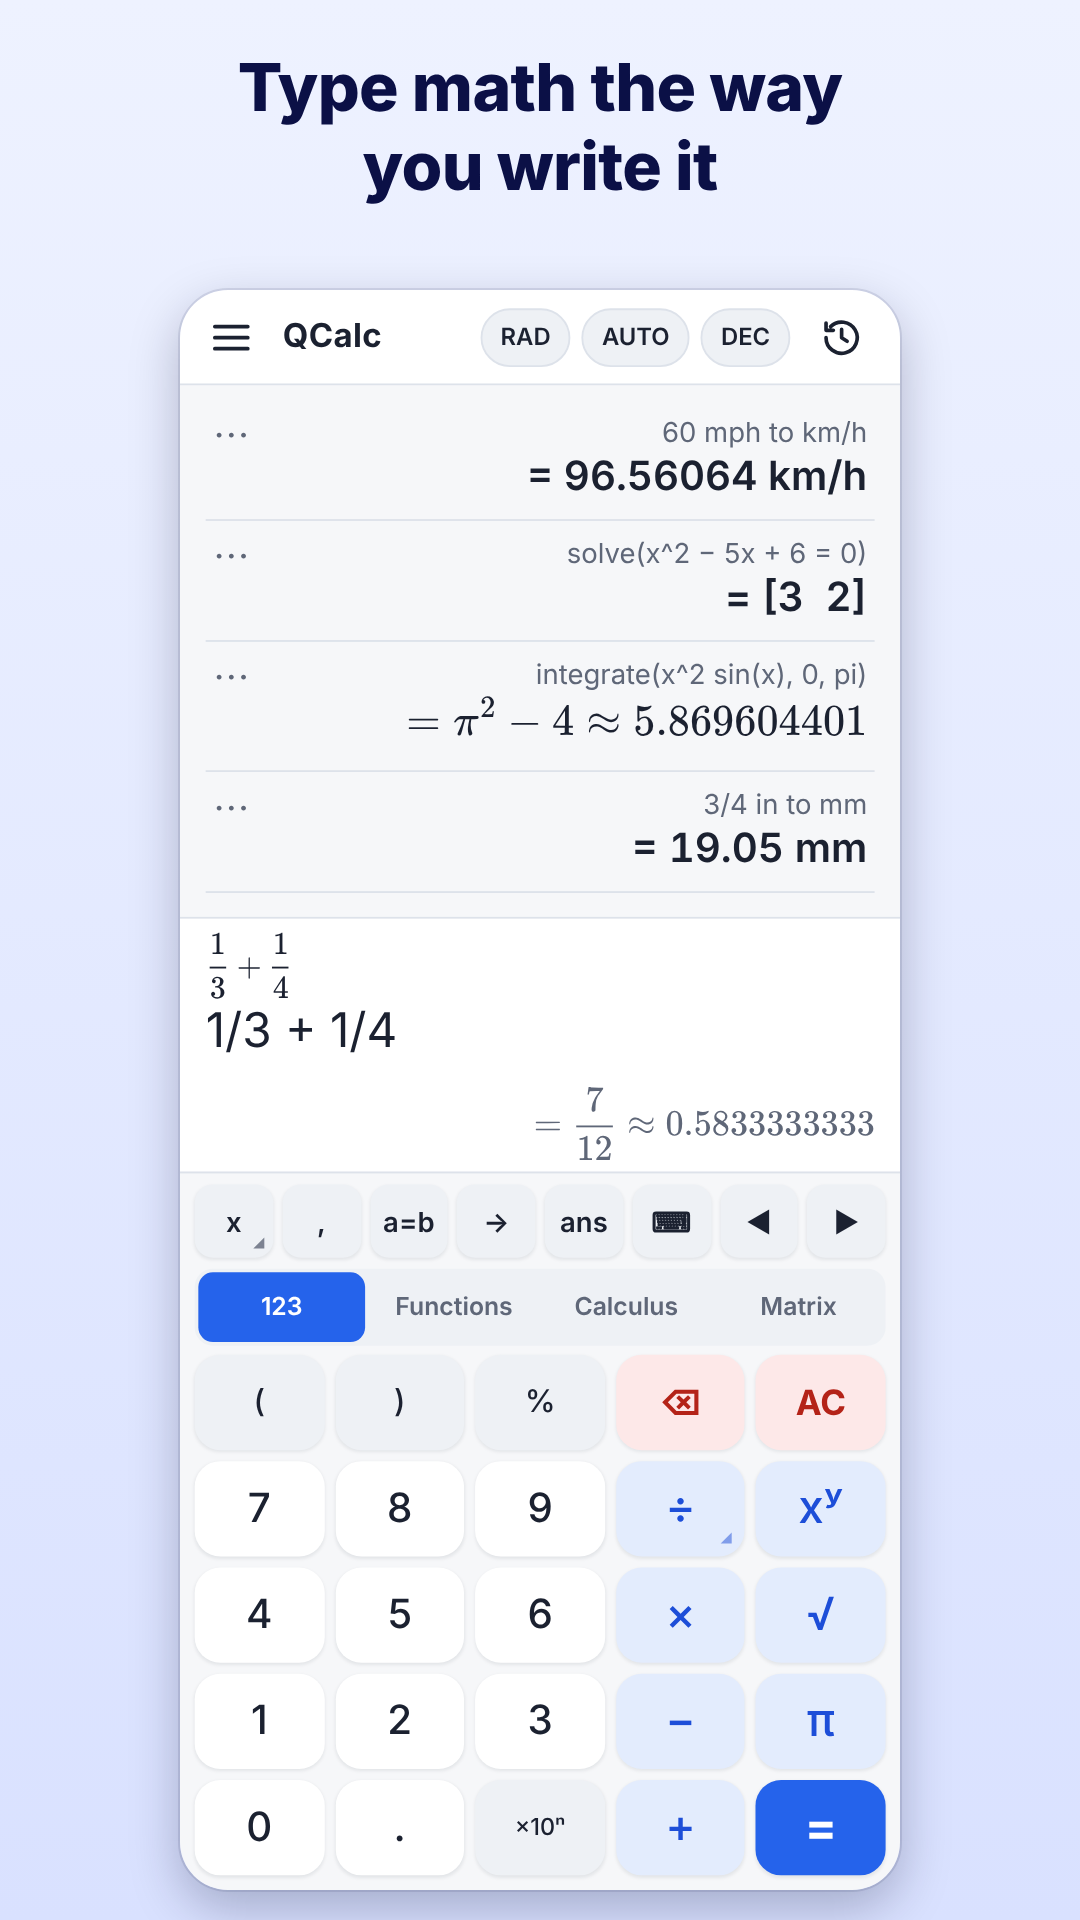 Type math the way
you write it
QCalc RAD AUTO DEC
... 60 mph to km/h
= 96.56064 km/h
... solve(x^2 − 5x + 6 = 0)
= [3  2]
... integrate(x^2 sin(x), 0, pi)
= π² − 4 ≈ 5.869604401
... 3/4 in to mm
= 19.05 mm
1/3 + 1/4
1/3 + 1/4
= 7/12 ≈ 0.5833333333
x , a=b → ans ⌨ ◀ ▶
123 Functions Calculus Matrix
( ) % ⌫ AC
7 8 9 ÷ xʸ
4 5 6 × √
1 2 3 − π
0 . ×10ⁿ + =